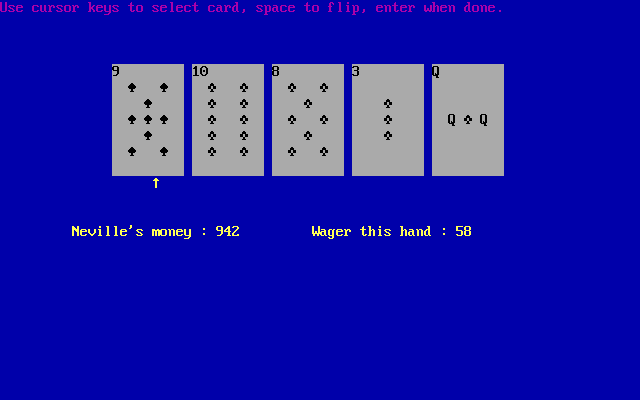 Use cursor keys to select card, space to flip, enter when done.
9 10 8 3 Q
Q Q
Neville's money : 942 Wager this hand : 58